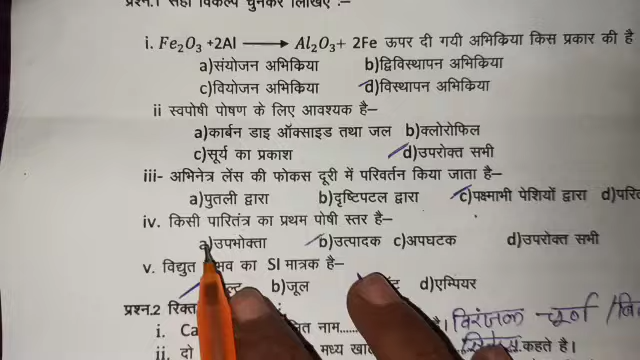 प्रश्न.1 सही विकल्प चुनकर लिखिए :–
i. Fe₂O₃ +2Al ⟶ Al₂O₃+ 2Fe ऊपर दी गयी अभिक्रिया किस प्रकार की है
a)संयोजन अभिक्रिया b)द्विविस्थापन अभिक्रिया
c)वियोजन अभिक्रिया d)विस्थापन अभिक्रिया
ii स्वपोषी पोषण के लिए आवश्यक है–
a)कार्बन डाइ ऑक्साइड तथा जल b)क्लोरोफिल
c)सूर्य का प्रकाश d)उपरोक्त सभी
iii- अभिनेत्र लेंस की फोकस दूरी में परिवर्तन किया जाता है–
a)पुतली द्वारा b)दृष्टिपटल द्वारा c)पक्ष्माभी पेशियों द्वारा
iv. किसी पारितंत्र का प्रथम पोषी स्तर है–
a)उपभोक्ता b)उत्पादक c)अपघटक d)उपरोक्त सभी
v. विद्युत का SI मात्रक है–
b)जूल d)एम्पियर
प्रश्न.2 रिक्त
i. Ca नाम..... है। विरंजक चूर्ण
ii. दो मध्य कहते है।